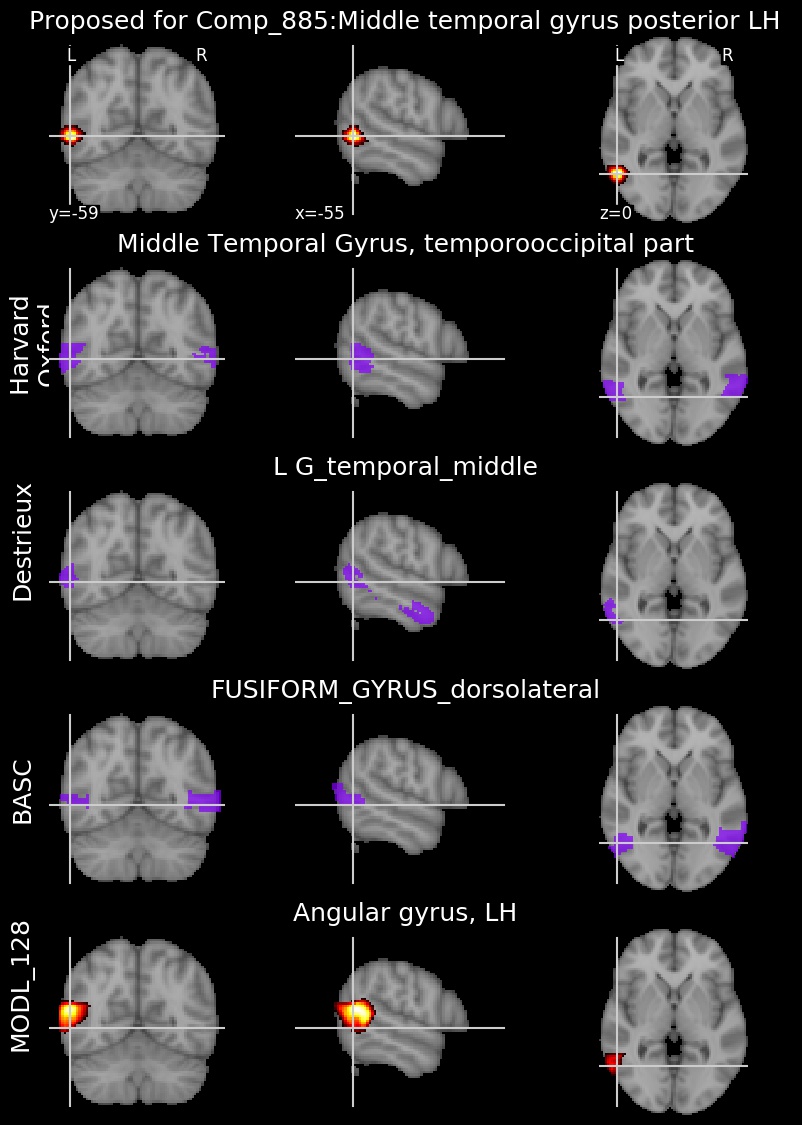 Proposed for Comp_885:Middle temporal gyrus posterior LH
L R L R
y=-59 x=-55 z=0
Middle Temporal Gyrus, temporooccipital part
Harvard
Oxford
L G_temporal_middle
Destrieux
FUSIFORM_GYRUS_dorsolateral
BASC
Angular gyrus, LH
MODL_128